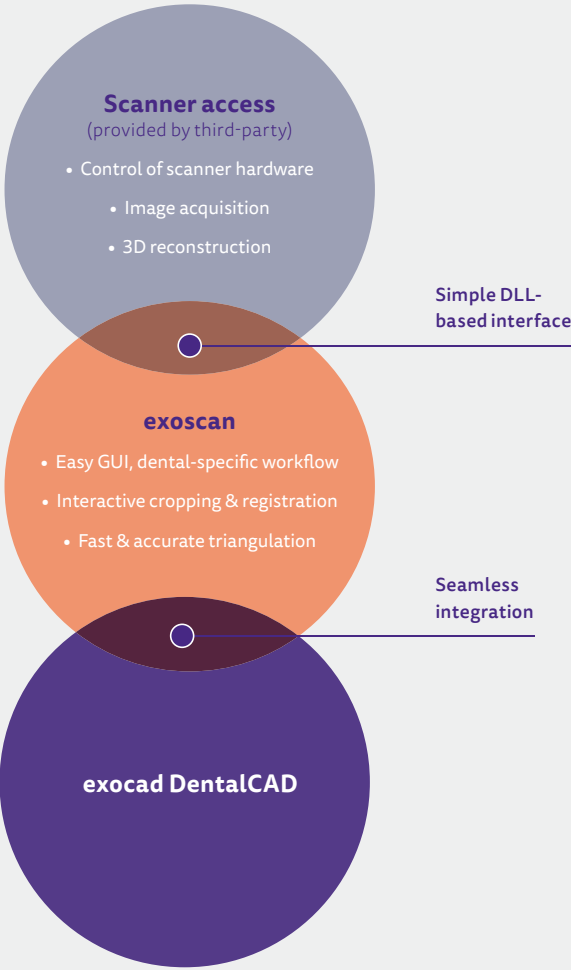 Scanner access
(provided by third-party)
• Control of scanner hardware
• Image acquisition
• 3D reconstruction
Simple DLL-
based interface
exoscan
• Easy GUI, dental-specific workflow
• Interactive cropping & registration
• Fast & accurate triangulation
Seamless
integration
exocad DentalCAD